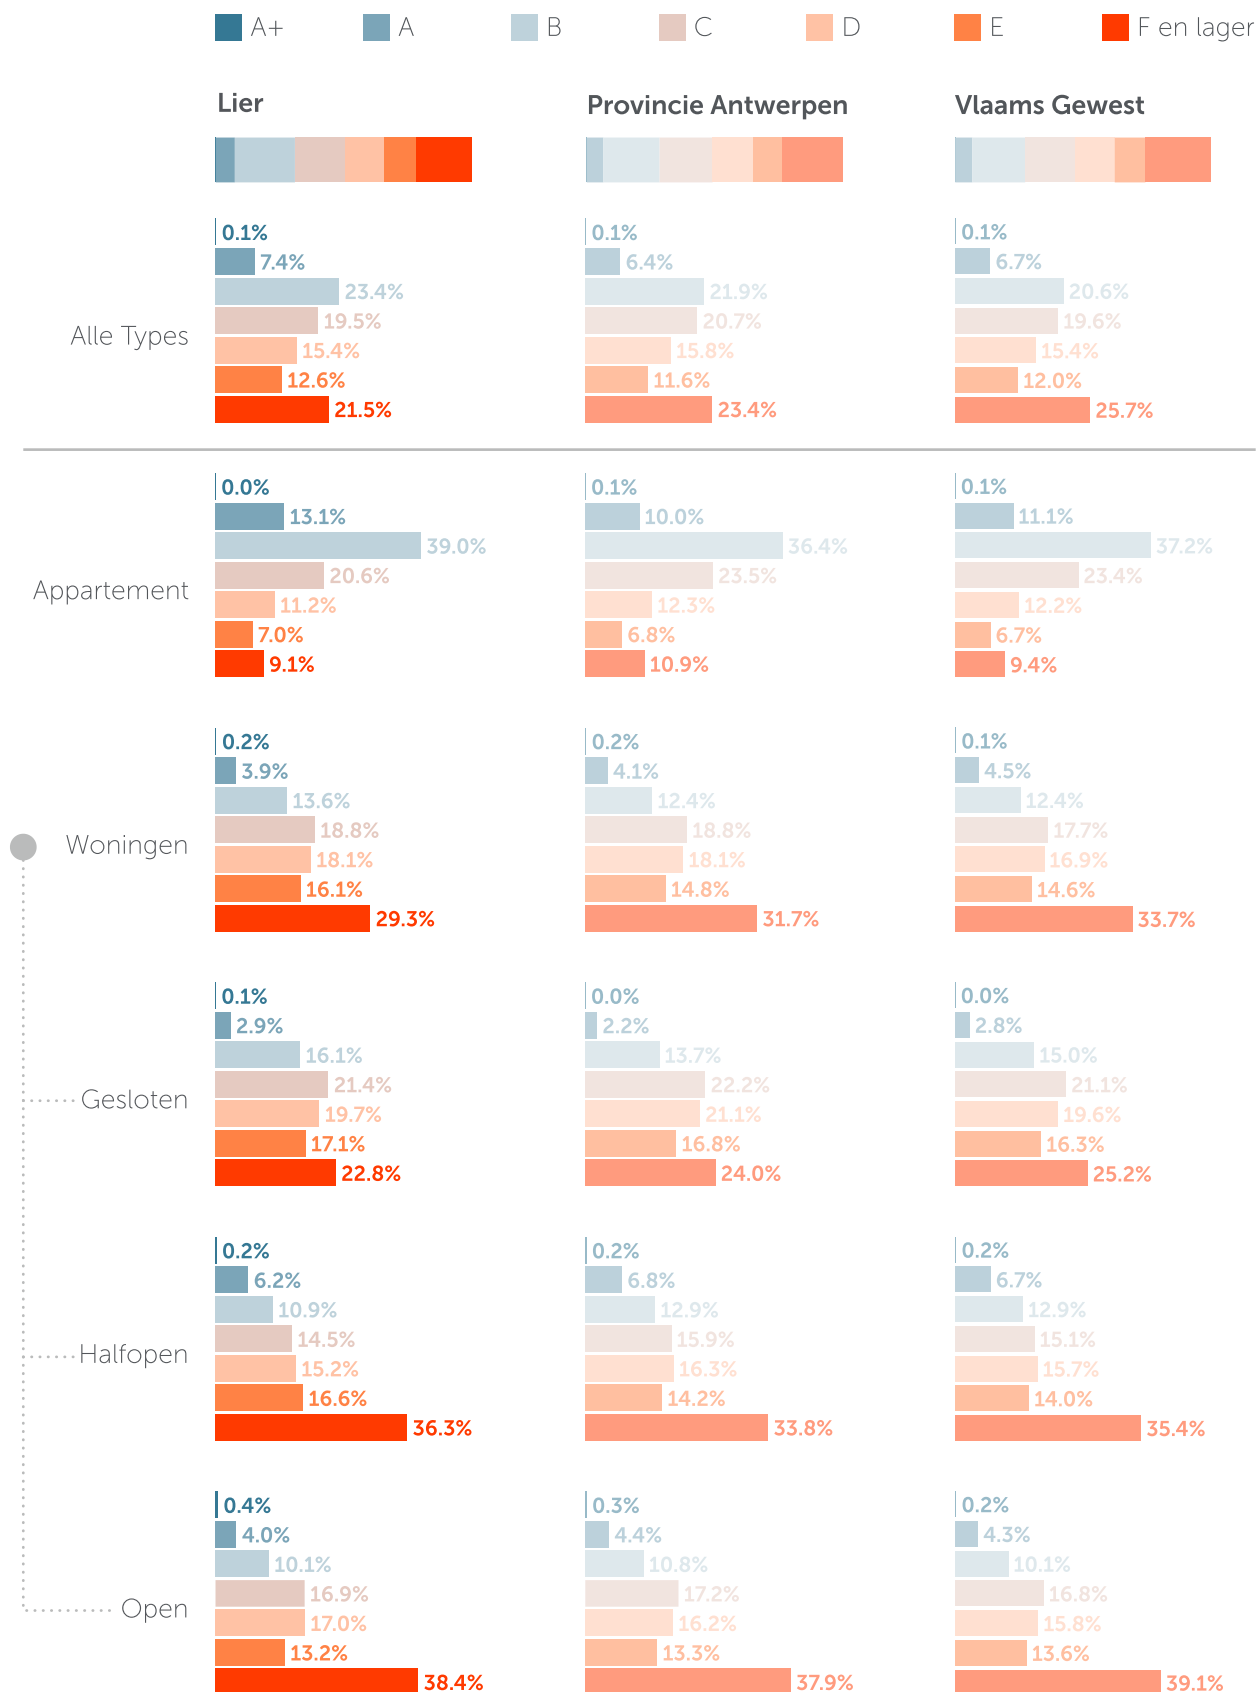 A+ A B C D E F en lager
Lier Provincie Antwerpen Vlaams Gewest
Alle Types
0.1% 0.1% 0.1%
7.4% 6.4% 6.7%
23.4% 21.9% 20.6%
19.5% 20.7% 19.6%
15.4% 15.8% 15.4%
12.6% 11.6% 12.0%
21.5% 23.4% 25.7%
Appartement
0.0% 0.1% 0.1%
13.1% 10.0% 11.1%
39.0% 36.4% 37.2%
20.6% 23.5% 23.4%
11.2% 12.3% 12.2%
7.0% 6.8% 6.7%
9.1% 10.9% 9.4%
Woningen
0.2% 0.2% 0.1%
3.9% 4.1% 4.5%
13.6% 12.4% 12.4%
18.8% 18.8% 17.7%
18.1% 18.1% 16.9%
16.1% 14.8% 14.6%
29.3% 31.7% 33.7%
Gesloten
0.1% 0.0% 0.0%
2.9% 2.2% 2.8%
16.1% 13.7% 15.0%
21.4% 22.2% 21.1%
19.7% 21.1% 19.6%
17.1% 16.8% 16.3%
22.8% 24.0% 25.2%
Halfopen
0.2% 0.2% 0.2%
6.2% 6.8% 6.7%
10.9% 12.9% 12.9%
14.5% 15.9% 15.1%
15.2% 16.3% 15.7%
16.6% 14.2% 14.0%
36.3% 33.8% 35.4%
Open
0.4% 0.3% 0.2%
4.0% 4.4% 4.3%
10.1% 10.8% 10.1%
16.9% 17.2% 16.8%
17.0% 16.2% 15.8%
13.2% 13.3% 13.6%
38.4% 37.9% 39.1%